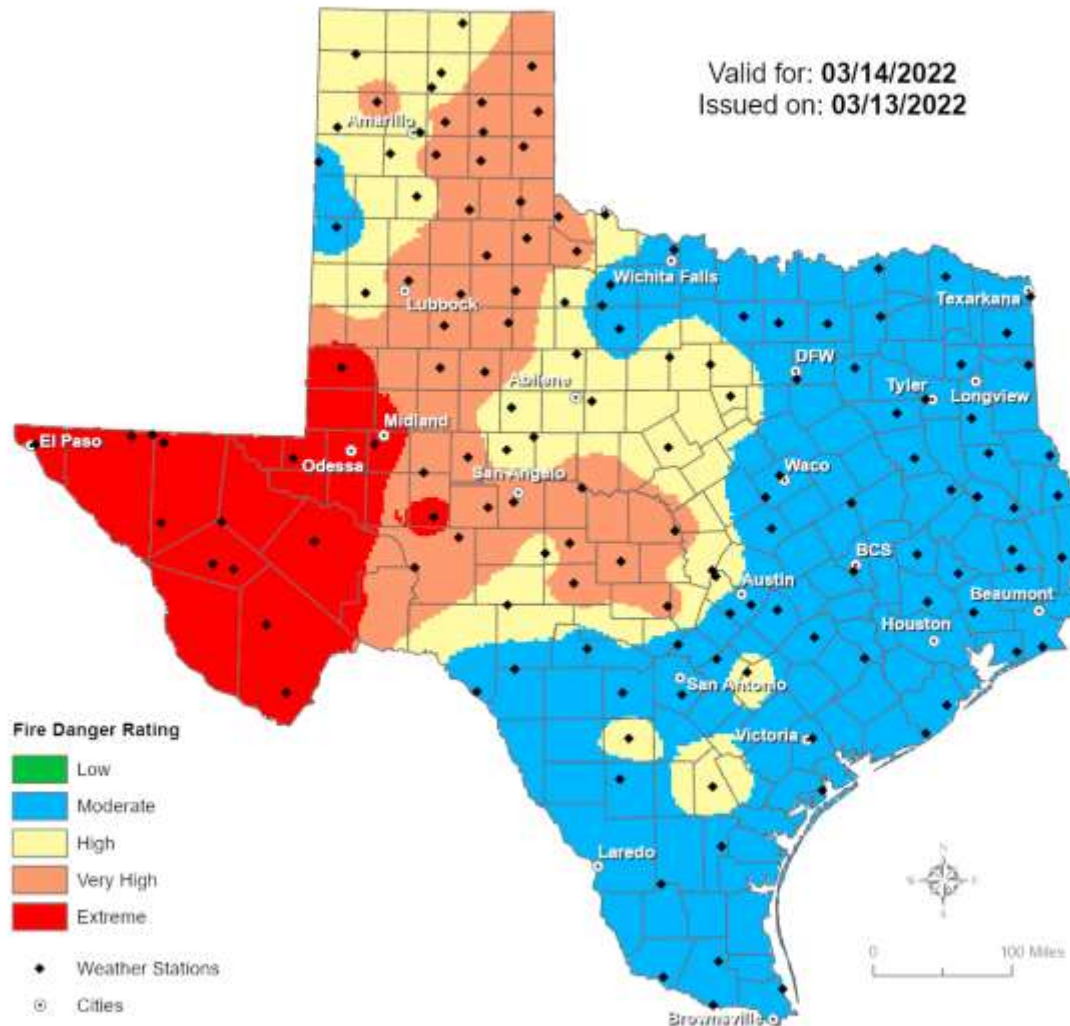 Valid for: 03/14/2022
Issued on: 03/13/2022
Amarillo
Wichita Falls
Lubbock
Texarkana
DFW
Abilene
Tyler
Longview
Midland
El Paso
Odessa
San Angelo
Waco
BCS
Austin
Beaumont
Houston
San Antonio
Victoria
Laredo
Brownsville
Fire Danger Rating
Low
Moderate
High
Very High
Extreme
Weather Stations
Cities
N
W
E
S
0 100 Miles